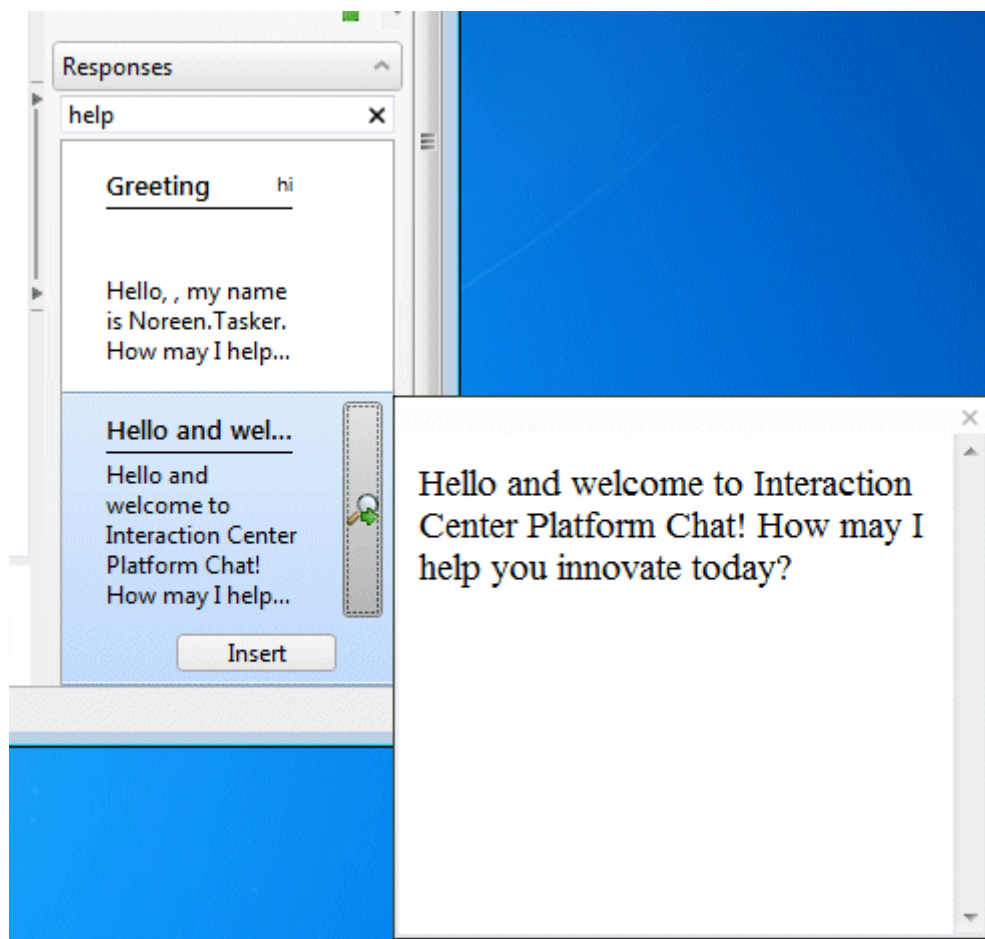 Responses
help
Greeting hi
Hello, , my name
is Noreen.Tasker.
How may I help...
Hello and wel...
Hello and
welcome to
Interaction Center
Platform Chat!
How may I help...
Insert
Hello and welcome to Interaction
Center Platform Chat! How may I
help you innovate today?